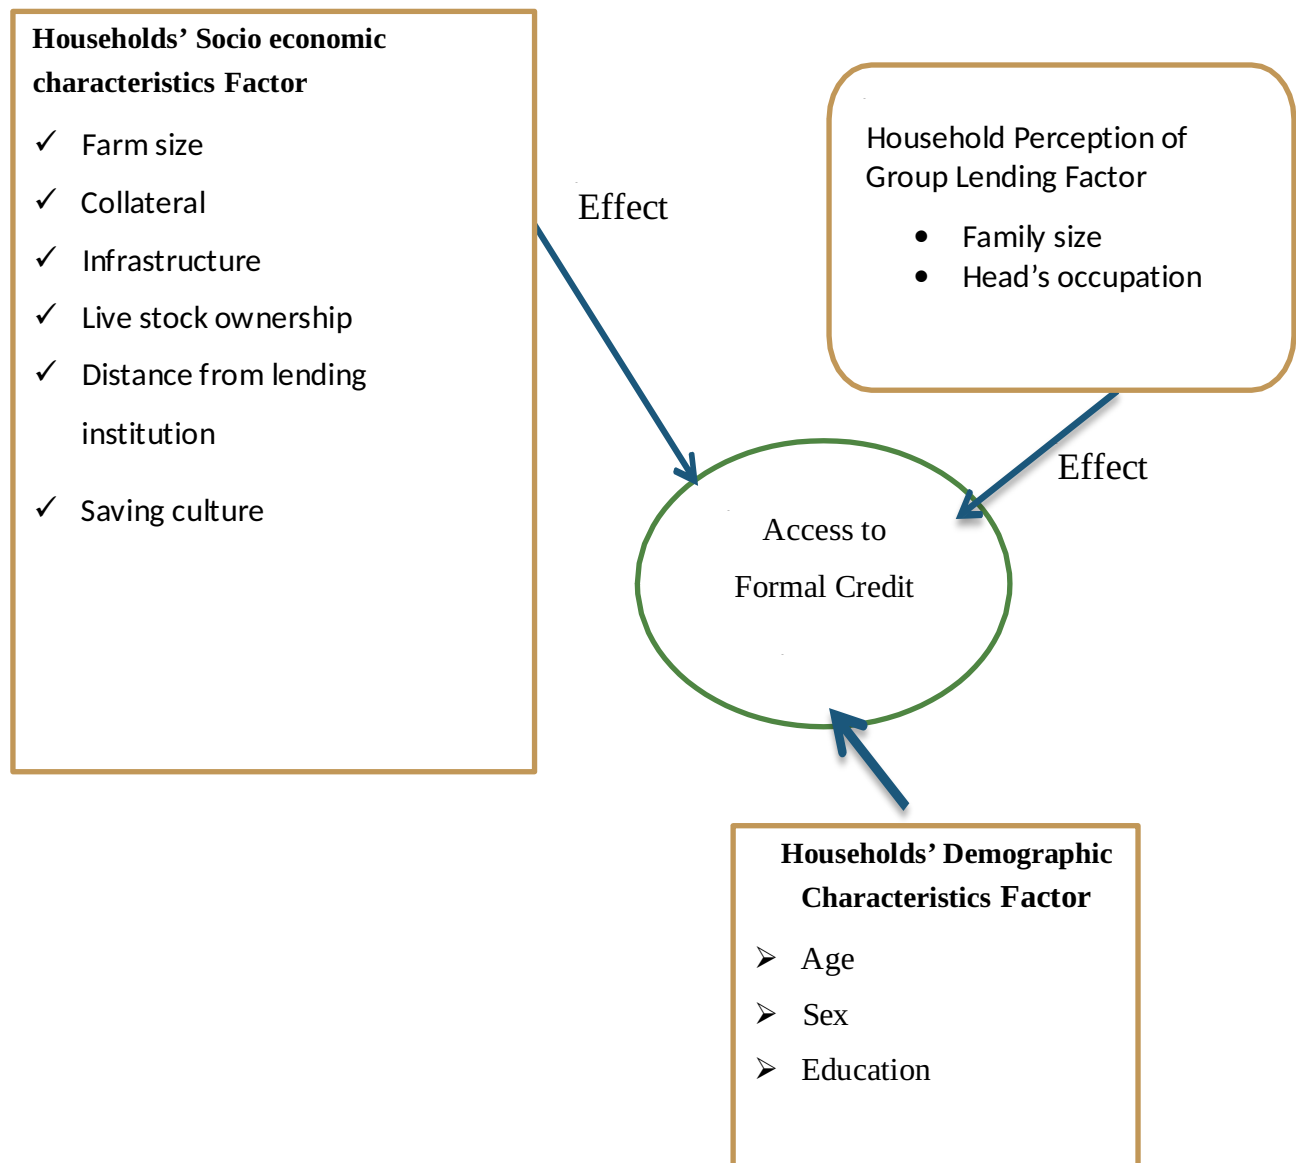 Households’ Socio economic
characteristics Factor
✓ Farm size
✓ Collateral
✓ Infrastructure
✓ Live stock ownership
✓ Distance from lending
institution
✓ Saving culture
Effect
Household Perception of
Group Lending Factor
• Family size
• Head’s occupation
Effect
Access to
Formal Credit
Households’ Demographic
Characteristics Factor
➢ Age
➢ Sex
➢ Education